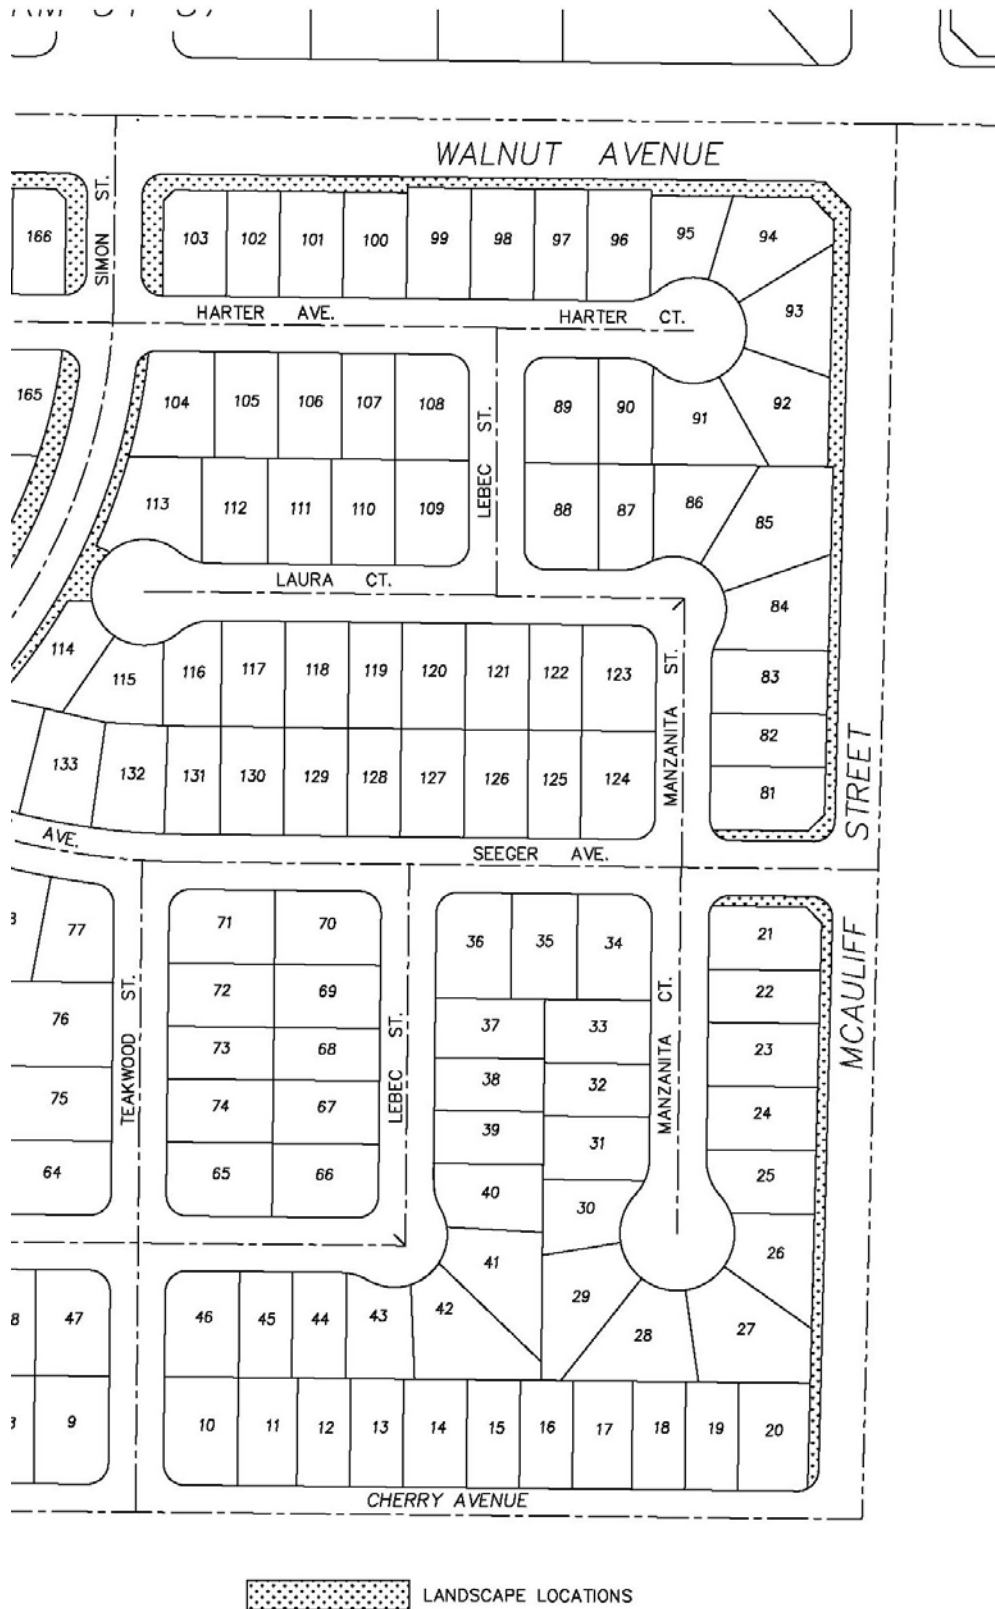 WALNUT AVENUE
SIMON ST.
166
103 102 101 100 99 98 97 96 95 94
93
HARTER AVE.
HARTER CT.
165
104 105 106 107 108
LEBEC ST.
89 90 91 92
113 112 111 110 109
88 87 86 85
LAURA CT.
84
114 115 116 117 118 119 120 121 122 123
MANZANITA ST.
83
82
81
133 132 131 130 129 128 127 126 125 124
AVE.
SEEGER AVE.
MCAULIFF STREET
77
71 70
36 35 34
21
72 69
22
TEAKWOOD ST.
76
LEBEC ST.
37 33
MANZANITA CT.
23
73 68
38 32
75
74 67
39 31
24
64
65 66
40 30
25
41
26
47
46 45 44 43 42
29 28 27
9
10 11 12 13 14 15 16 17 18 19 20
CHERRY AVENUE
LANDSCAPE LOCATIONS